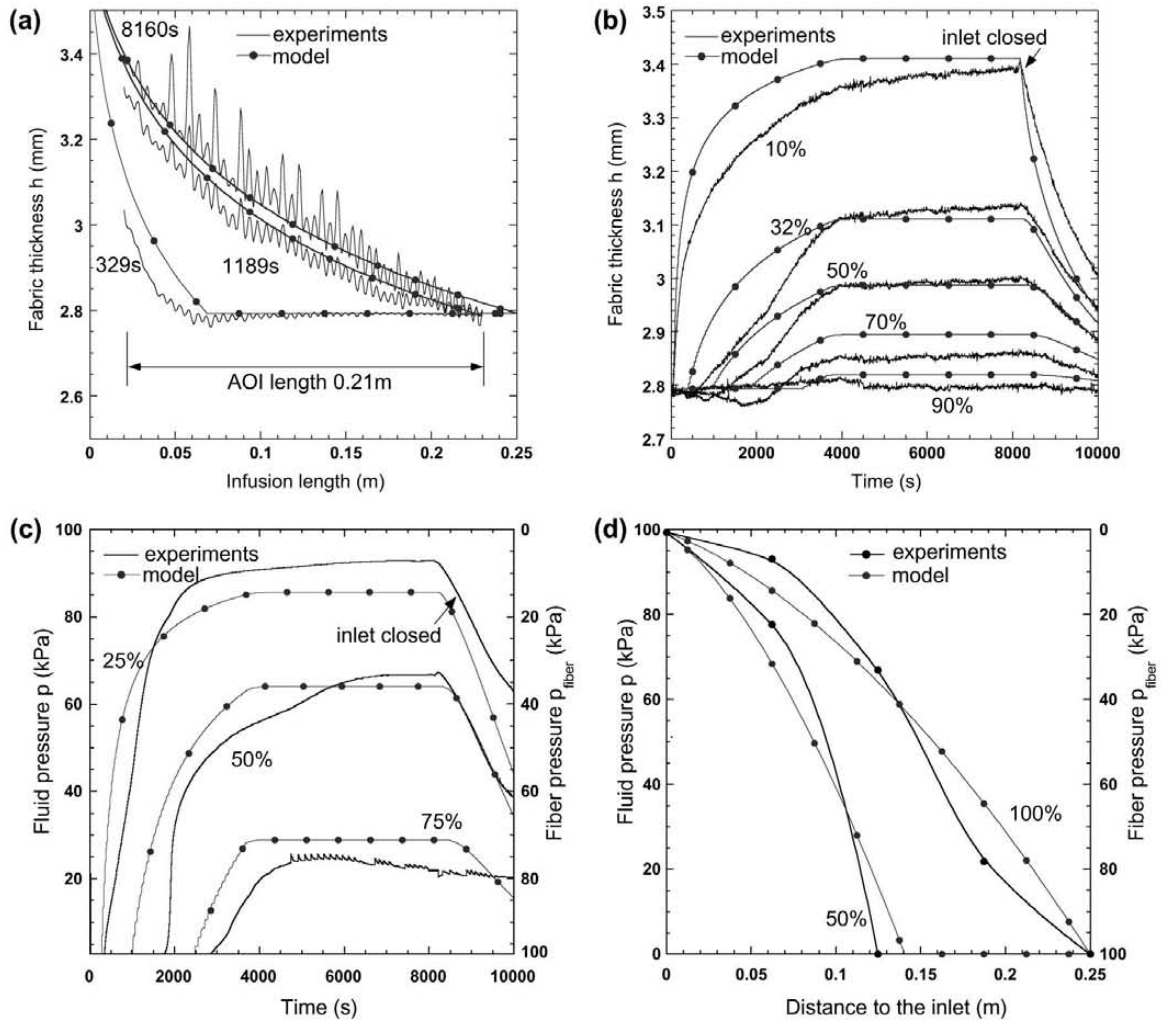 (a)
8160s
experiments
model
3.4
3.2
3
2.8
2.6
Fabric thickness h (mm)
329s
1189s
AOI length 0.21m
0
0.05
0.1
0.15
0.2
0.25
Infusion length (m)
(b)
experiments
model
inlet closed
3.5
3.4
3.3
3.2
3.1
3
2.9
2.8
2.7
Fabric thickness h (mm)
10%
32%
50%
70%
90%
0
2000
4000
6000
8000
10000
Time (s)
(c)
experiments
model
100
80
60
40
20
Fluid pressure p (kPa)
25%
50%
75%
inlet closed
0
20
40
60
80
100
Fiber pressure p fiber (kPa)
0
2000
4000
6000
8000
10000
Time (s)
(d)
experiments
model
100
80
60
40
20
0
Fluid pressure p (kPa)
100%
50%
0
20
40
60
80
100
Fiber pressure p fiber (kPa)
0
0.05
0.1
0.15
0.2
0.25
Distance to the inlet (m)